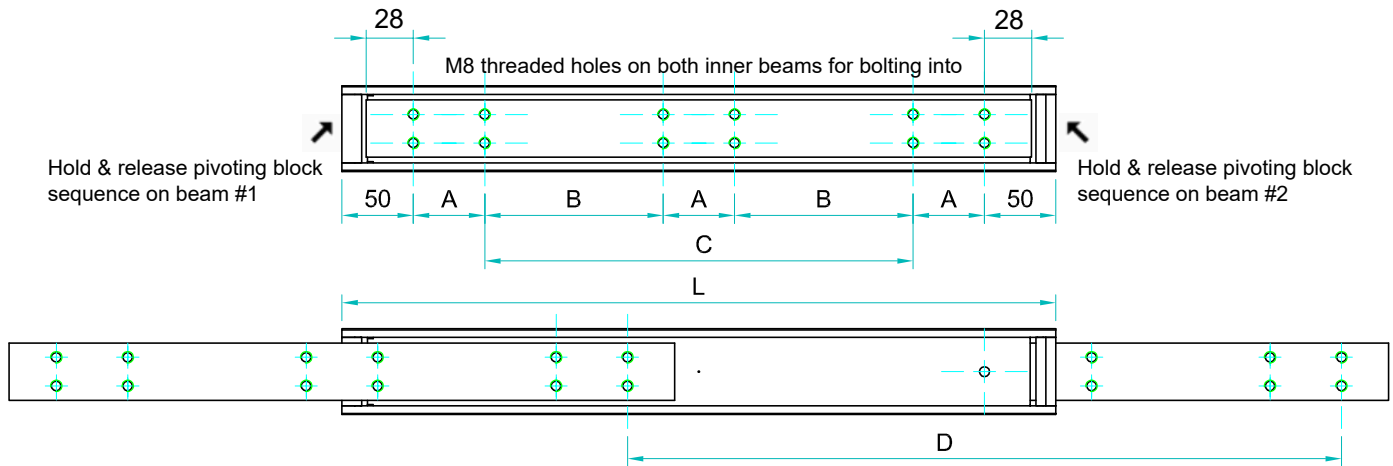 28
28
M8 threaded holes on both inner beams for bolting into
Hold & release pivoting block
sequence on beam #1
Hold & release pivoting block
sequence on beam #2
50 A B A B A 50
C
L
D